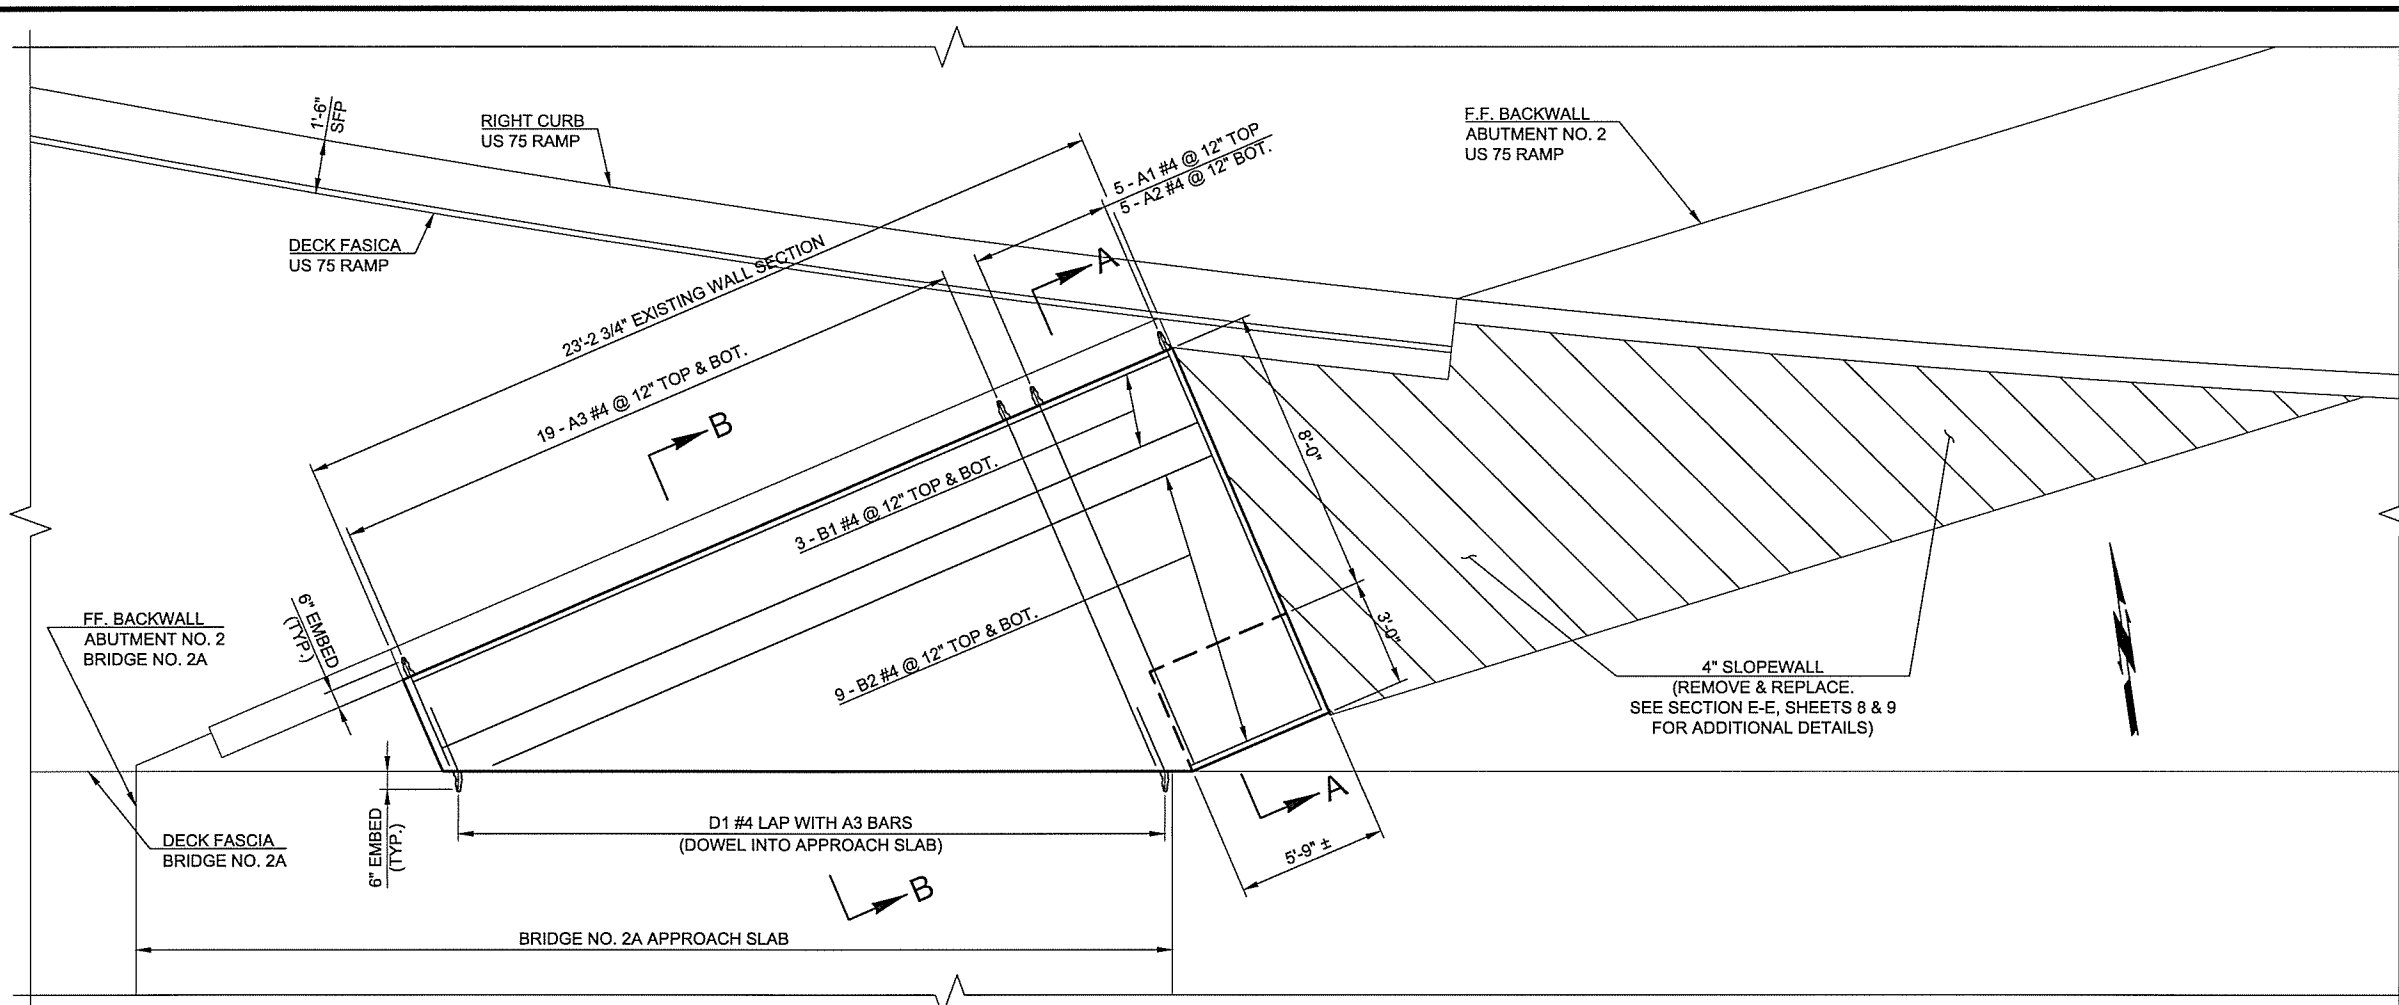 1'-6"
SFP
RIGHT CURB
US 75 RAMP
5 - A1 #4 @ 12" TOP
5 - A2 #4 @ 12" BOT.
F.F. BACKWALL
ABUTMENT NO. 2
US 75 RAMP
DECK FASICA
US 75 RAMP
23'-2 3/4" EXISTING WALL SECTION
A
19 - A3 #4 @ 12" TOP & BOT.
B
8'-0"
3 - B1 #4 @ 12" TOP & BOT.
6" EMBED
(TYP.)
FF. BACKWALL
ABUTMENT NO. 2
BRIDGE NO. 2A
9 - B2 #4 @ 12" TOP & BOT.
3'-0"
4" SLOPEWALL
(REMOVE & REPLACE.
SEE SECTION E-E, SHEETS 8 & 9
FOR ADDITIONAL DETAILS)
DECK FASCIA
BRIDGE NO. 2A
6" EMBED
(TYP.)
D1 #4 LAP WITH A3 BARS
(DOWEL INTO APPROACH SLAB)
A
5'-9" ±
B
BRIDGE NO. 2A APPROACH SLAB